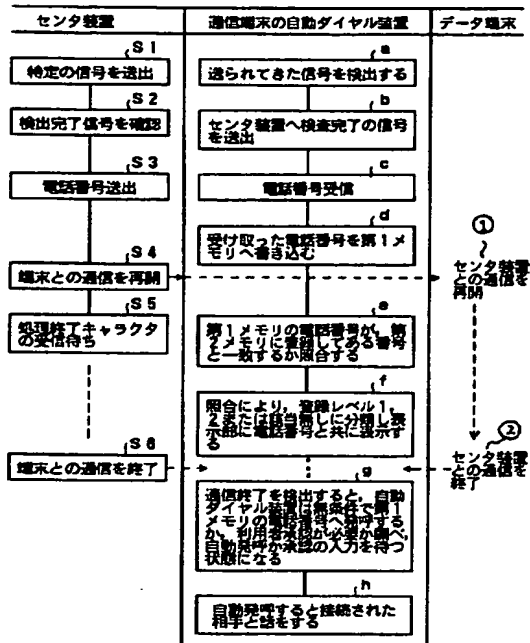 センタ装置
通信端末の自動ダイヤル装置
データ端末
S1
特定の信号を送出
S2
検出完了信号を確認
S3
電話番号送出
S4
端末との通信を再開
S5
処理終了キャラクタ
の受信待ち
S6
端末との通信を終了
a
送られてきた信号を検出する
b
センタ装置へ検査完了の信号
を送出
c
電話番号受信
d
受け取った電話番号を第1メ
モリへ書き込む
e
第1メモリの電話番号が、第
2メモリに登録してある番号
と一致するか照合する
f
照合により、登録レベル1,
2または該当無しに分類し表
示部に電話番号と共に表示す
る
g
通信終了を検出すると、自動
ダイヤル装置は無条件で第1
メモリの電話番号へ発呼する
か、利用者承認が必要か調べ、
自動発呼か承認の入力を待つ
状態になる
h
自動発呼すると接続された
相手と話をする
①
センタ装置
との通信を
再開
②
センタ装置
との通信を
終了